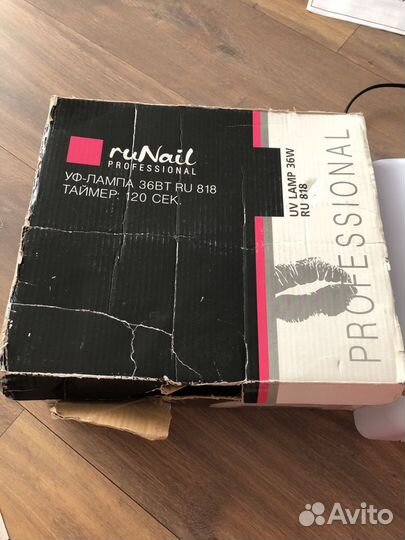 ruNail
PROFESSIONAL
УФ-ЛАМПА 36ВТ RU 818
ТАЙМЕР: 120 СЕК.
UV LAMP 36W
RU 818
PROFESSIONAL
Avito